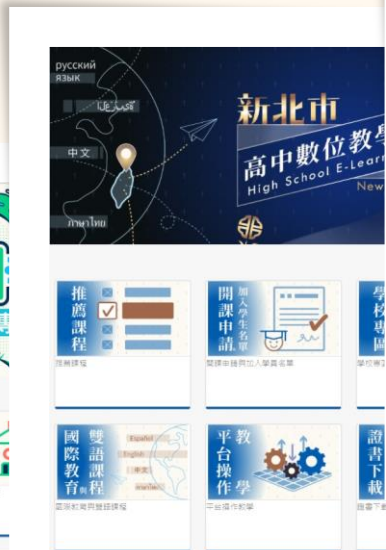 русский
язык
中文
ภาษาไทย
新北市
高中數位教學
High School E-Learn
New
推薦課程
推薦課程
加入學生名單
開課申請
開課申請與加入學員名單
學校專區
國際教育與雙語課程
Español
English
中文
國際教育與雙語課程
平台操作教學
平台操作教學
證書下載